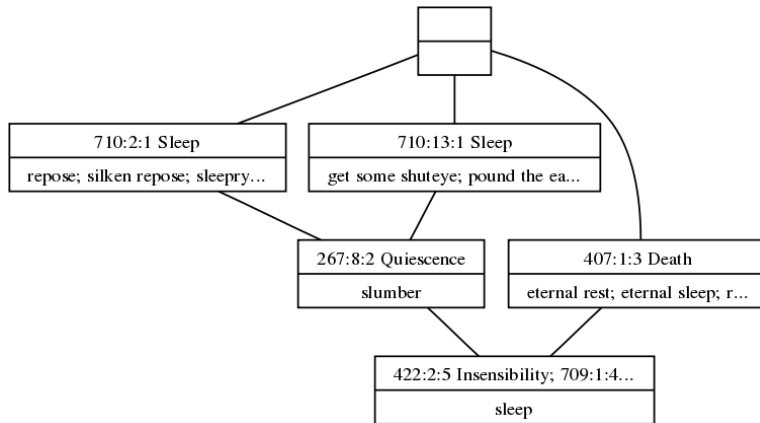 710:2:1 Sleep
repose; silken repose; sleepry...
710:13:1 Sleep
get some shuteye; pound the ea...
267:8:2 Quiescence
slumber
407:1:3 Death
eternal rest; eternal sleep; r...
422:2:5 Insensibility; 709:1:4...
sleep